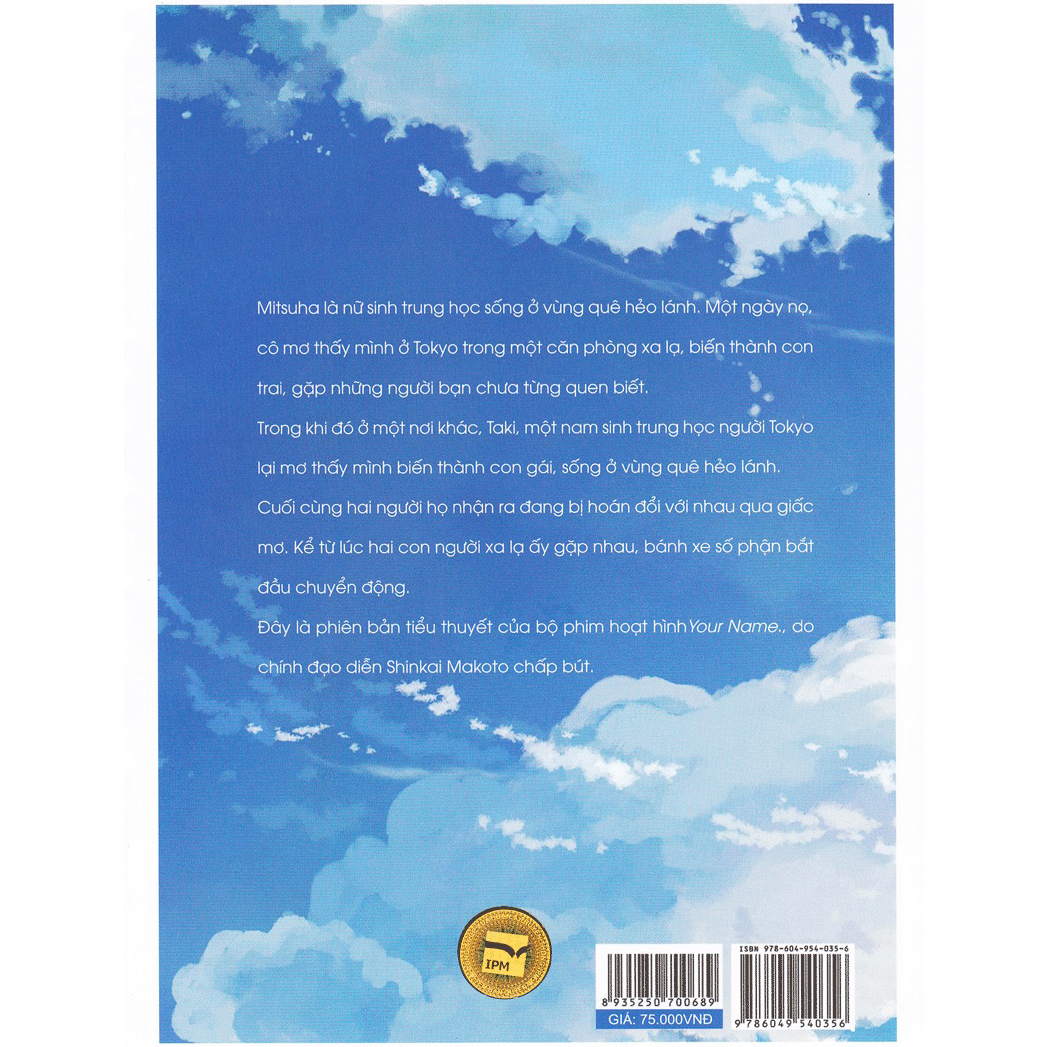 Mitsuha là nữ sinh trung học sống ở vùng quê hẻo lánh. Một ngày nọ,
cô mơ thấy mình ở Tokyo trong một căn phòng xa lạ, biến thành con
trai, gặp những người bạn chưa từng quen biết.
Trong khi đó ở một nơi khác, Taki, một nam sinh trung học người Tokyo
lại mơ thấy mình biến thành con gái, sống ở vùng quê hẻo lánh.
Cuối cùng hai người họ nhận ra đang bị hoán đổi với nhau qua giấc
mơ. Kể từ lúc hai con người xa lạ ấy gặp nhau, bánh xe số phận bắt
đầu chuyển động.
Đây là phiên bản tiểu thuyết của bộ phim hoạt hình Your Name., do
chính đạo diễn Shinkai Makoto chấp bút.
IPM
8 935250 700689
GIÁ: 75.000VNĐ
ISBN 978-604-954-035-6
9 786049 540356